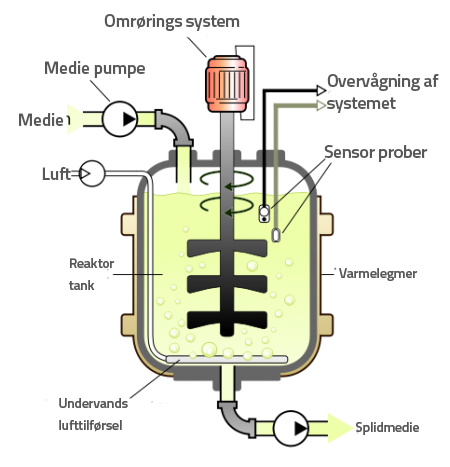 Omrørings system
Medie pumpe
Overvågning af
systemet
Medie
Sensor prober
Luft
Reaktor
tank
Varmelegmer
Undervands
lufttilførsel
Splidmedie